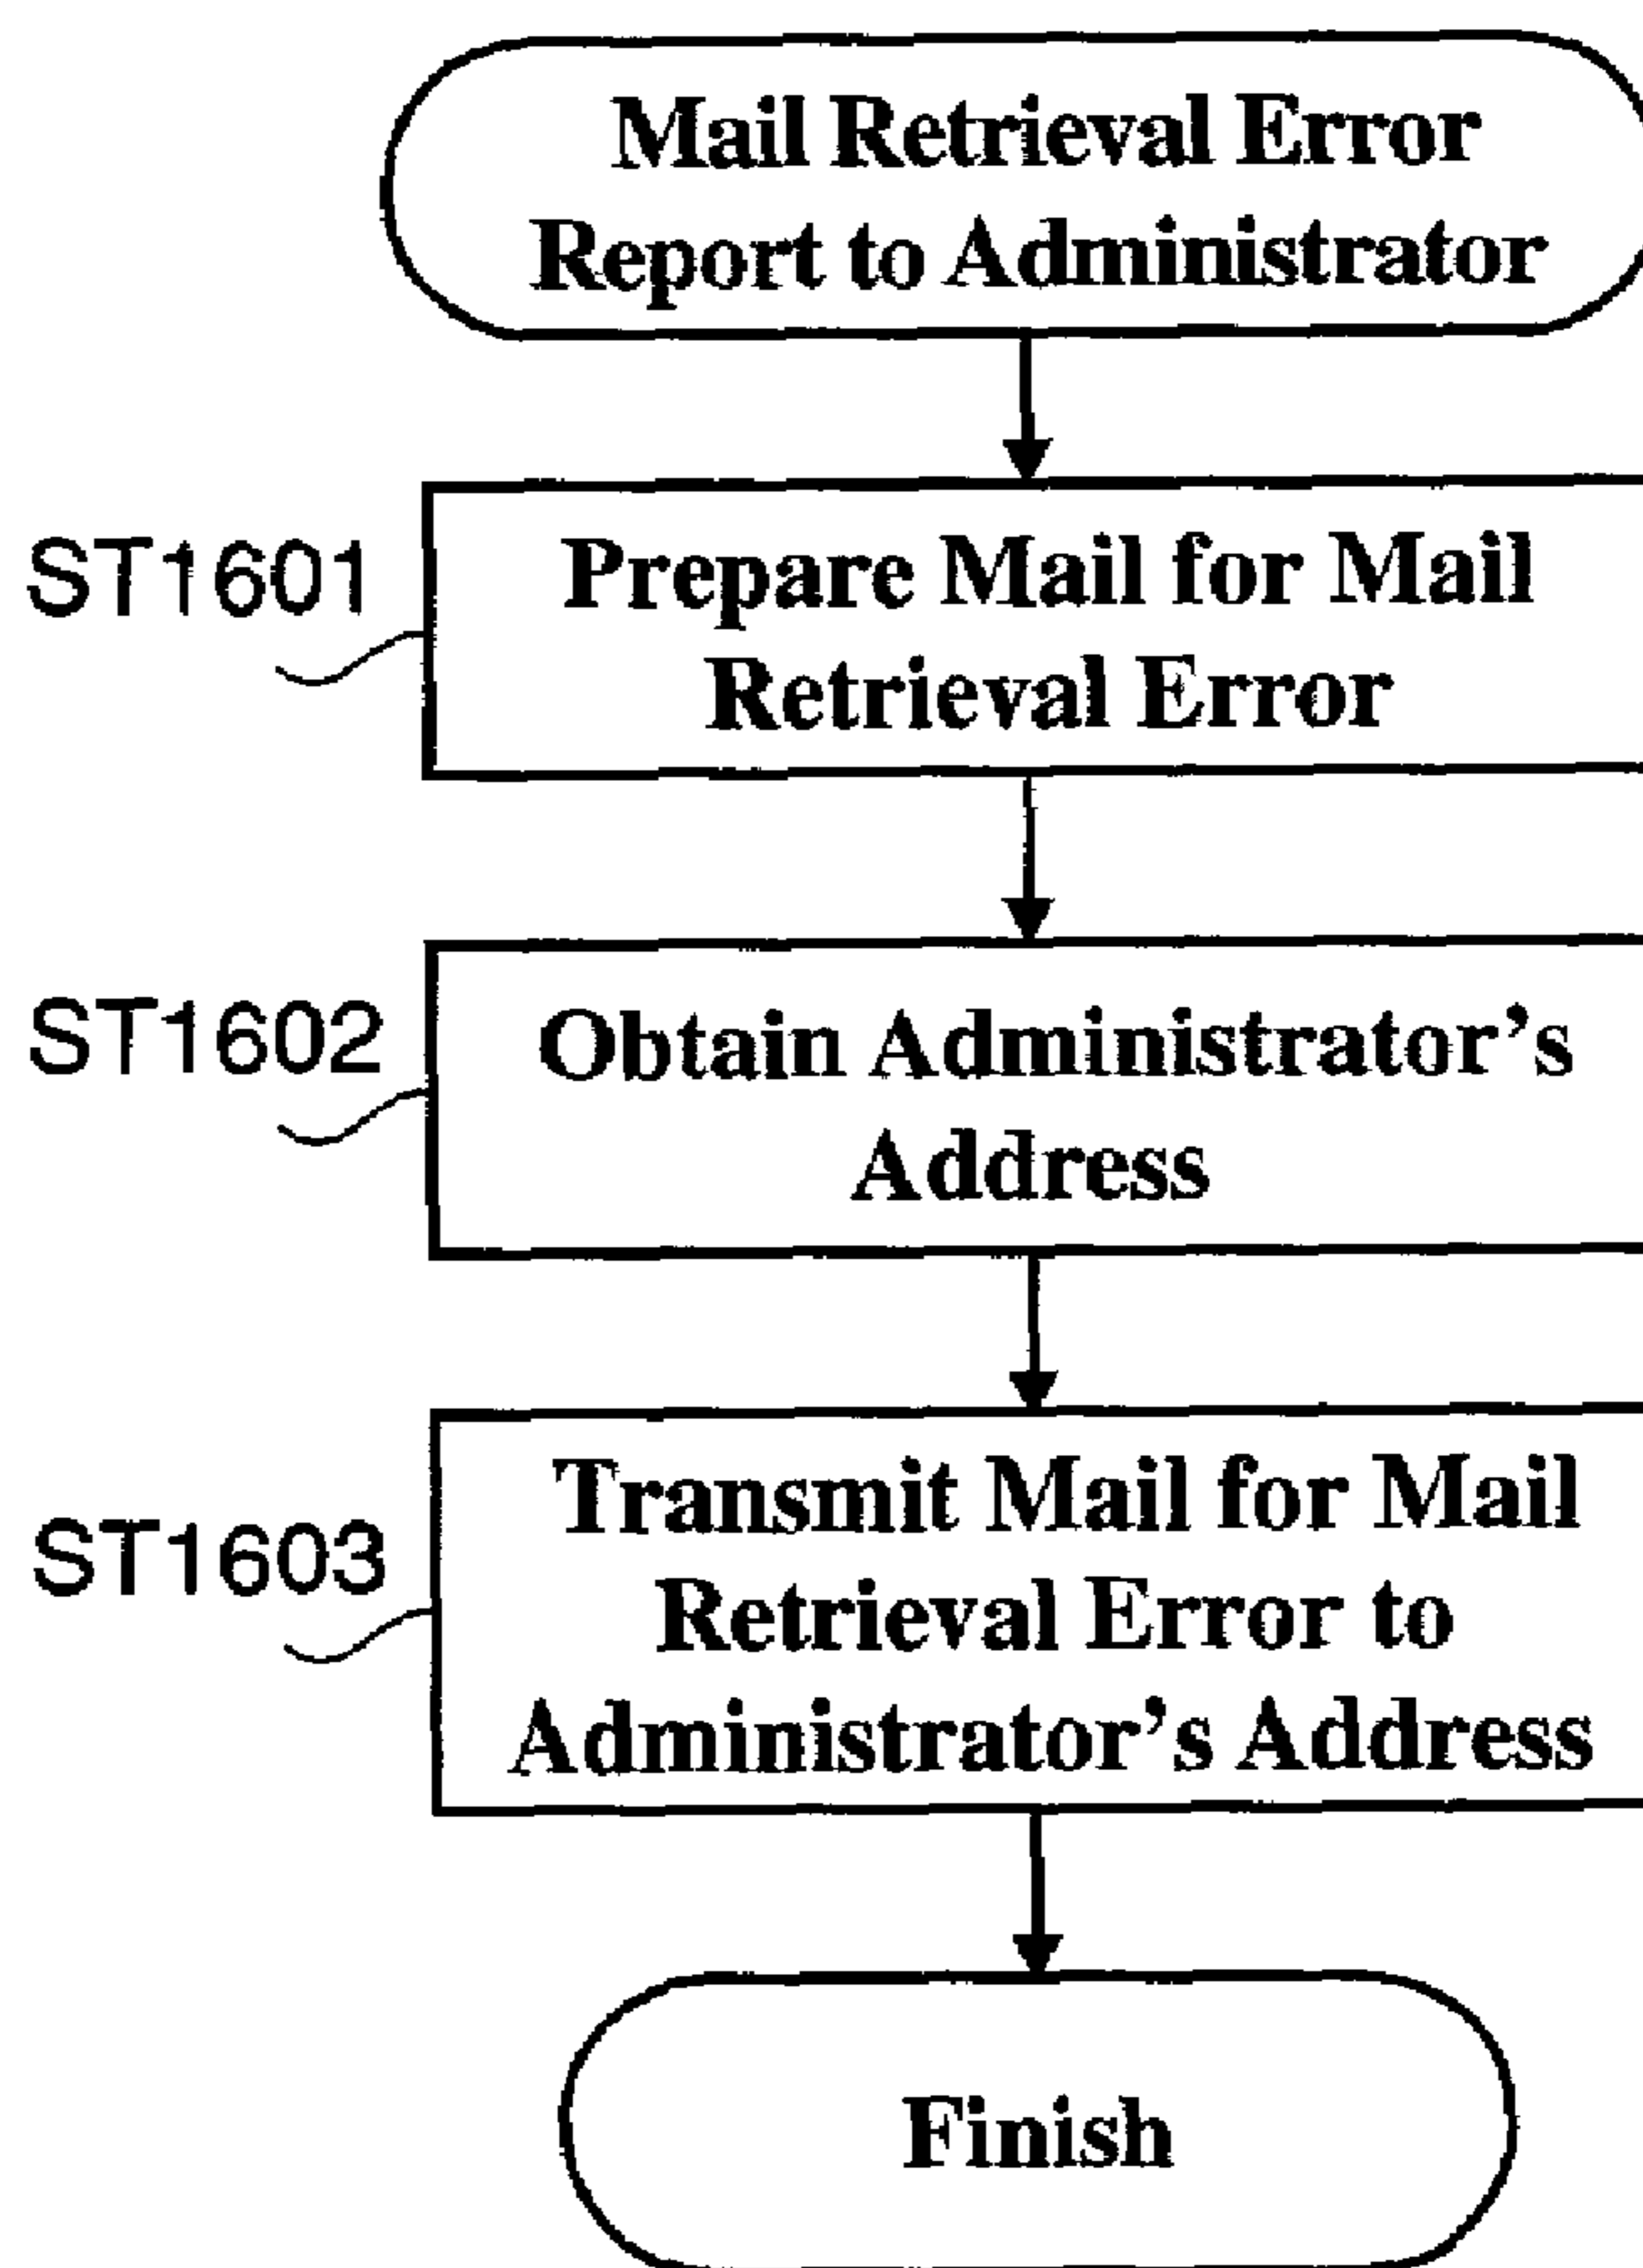 Mail Retrieval Error
Report to Administrator
ST1601
Prepare Mail for Mail
Retrieval Error
ST1602
Obtain Administrator's
Address
ST1603
Transmit Mail for Mail
Retrieval Error to
Administrator's Address
Finish